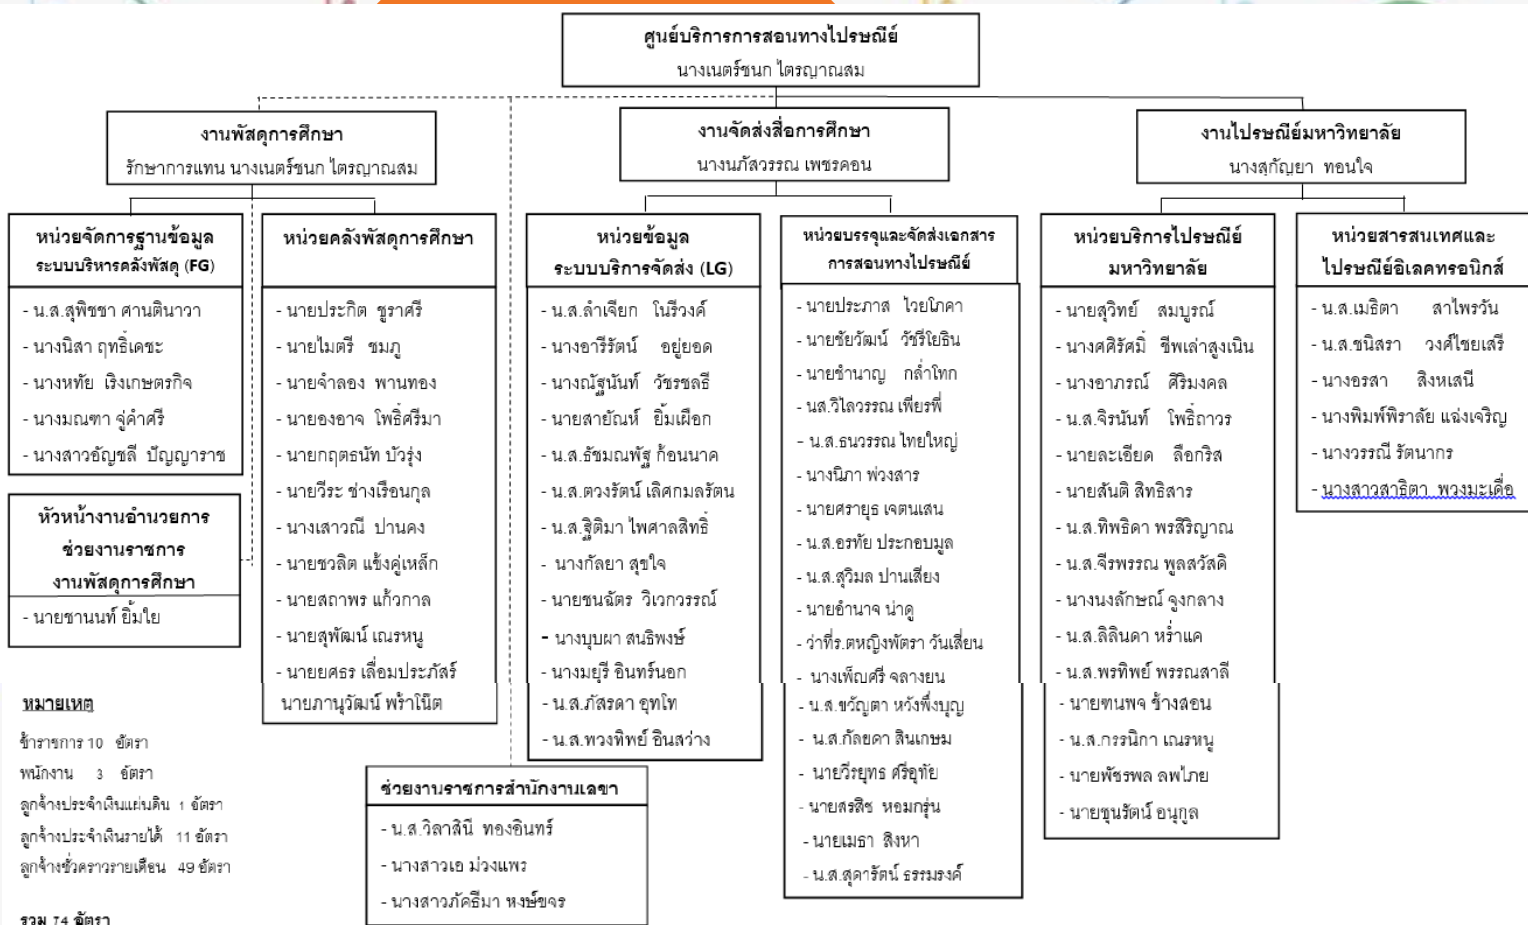 ศูนย์บริการการสอนทางไปรษณีย์
นางเนตร์ชนก ไตรญาณสม
งานพัสดุการศึกษา
รักษาการแทน นางเนตร์ชนก ไตรญาณสม
งานจัดส่งสื่อการศึกษา
นางนภัสวรรณ เพชรคอน
งานไปรษณีย์มหาวิทยาลัย
นางสุกัญยา ทอนใจ
หน่วยจัดการฐานข้อมูล
ระบบบริหารคลังพัสดุ (FG)
- น.ส.สุพิชชา ศานตินาวา
- นางนิสา ฤทธิ์เดชะ
- นางหทัย เริงเกษตรกิจ
- นางมณฑา จู่คำศรี
- นางสาวอัญชลี ปัญญาราช
หัวหน้างานอำนวยการ
ช่วยงานราชการ
งานพัสดุการศึกษา
- นายชานนท์ ยิ้มใย
หน่วยคลังพัสดุการศึกษา
- นายประกิต ชูราศรี
- นายไมตรี ชมภู
- นายจำลอง พานทอง
- นายองอาจ โพธิ์ศรีมา
- นายกฤตธนัท บัวรุ่ง
- นายวีระ ช่างเรือนกุล
- นางเสาวณี ปานคง
- นายชวลิต แข้งคู่เหล็ก
- นายสถาพร แก้วกาล
- นายสุพัฒน์ เณรหนู
- นายยศธร เลื่อมประภัสร์
นายภานุวัฒน์ พร้าโน๊ต
หน่วยข้อมูล
ระบบบริการจัดส่ง (LG)
- น.ส.ลำเจียก โนรีวงค์
- นางอารีรัตน์ อยู่ยอด
- นางณัฐนันท์ วัชรชลธี
- นายสายัณห์ ยิ้มเผือก
- น.ส.ธัชมณพัฐ ก้อนนาค
- น.ส.ตวงรัตน์ เลิศกมลรัตน
- น.ส.ฐิติมา ไพศาลสิทธิ์
- นางกัลยา สุขใจ
- นายชนฉัตร วิเวกวรรณ์
- นางบุบผา สนธิพงษ์
- นางมยุรี อินทร์นอก
- น.ส.ภัสรดา อุทโท
- น.ส.พวงทิพย์ อินสว่าง
หน่วยบรรจุและจัดส่งเอกสาร
การสอนทางไปรษณีย์
- นายประภาส ไวยโภคา
- นายชัยวัฒน์ วัชรีโยธิน
- นายชำนาญ กล่ำโทก
- นส.วิไลวรรณ เพียรพี่
- น.ส.ธนวรรณ ไทยใหญ่
- นางนิภา พ่วงสาร
- นายศรายุธ เจตนเสน
- น.ส.อรทัย ประกอบมูล
- น.ส.สุวิมล ปานเสียง
- นายอำนาจ น่าดู
- ว่าที่ร.ตหญิงพัตรา วันเสี่ยน
- นางเพ็ญศรี จลางยน
- น.ส.ขวัญตา หวังพึ่งบุญ
- น.ส.กัลยดา สินเกษม
- นายวีรยุทธ ศรีอุทัย
- นายสรสิช หอมกรุ่น
- นายเมธา สิงหา
- น.ส.สุดารัตน์ ธรรมรงค์
หน่วยบริการไปรษณีย์
มหาวิทยาลัย
- นายสุวิทย์ สมบูรณ์
- นางศศิรัศมิ์ ชีพเล่าสูงเนิน
- นางอาภรณ์ ศิริมงคล
- น.ส.จิรนันท์ โพธิ์ถาวร
- นายละเอียด ลือกริส
- นายสันติ สิทธิสาร
- น.ส.ทิพธิดา พรสิริญาณ
- น.ส.จีรพรรณ พูลสวัสดิ์
- นางนงลักษณ์ จูงกลาง
- น.ส.ลิลินดา หร่ำแค
- น.ส.พรทิพย์ พรรณสาลี
- นายฑนพจ ช้างสอน
- น.ส.กรรนิกา เณรหนู
- นายพัชรพล ลพไภย
- นายชุนรัตน์ อนุกูล
หน่วยสารสนเทศและ
ไปรษณีย์อิเลคทรอนิกส์
- น.ส.เมธิตา สาไพรวัน
- น.ส.ชนิสรา วงศ์ไชยเสรี
- นางอรสา สิงหเสนี
- นางพิมพ์พิราลัย แฉ่งเจริญ
- นางวรรณี รัตนากร
- นางสาวสาธิตา พวงมะเดื่อ
ช่วยงานราชการสำนักงานเลขา
- น.ส.วิลาสินี ทองอินทร์
- นางสาวเอ ม่วงแพร
- นางสาวภัคธีมา หงษ์ขจร
หมายเหตุ
ข้าราชการ 10 อัตรา
พนักงาน 3 อัตรา
ลูกจ้างประจำเงินแผ่นดิน 1 อัตรา
ลูกจ้างประจำเงินรายได้ 11 อัตรา
ลูกจ้างชั่วคราวรายเดือน 49 อัตรา
รวม 74 อัตรา